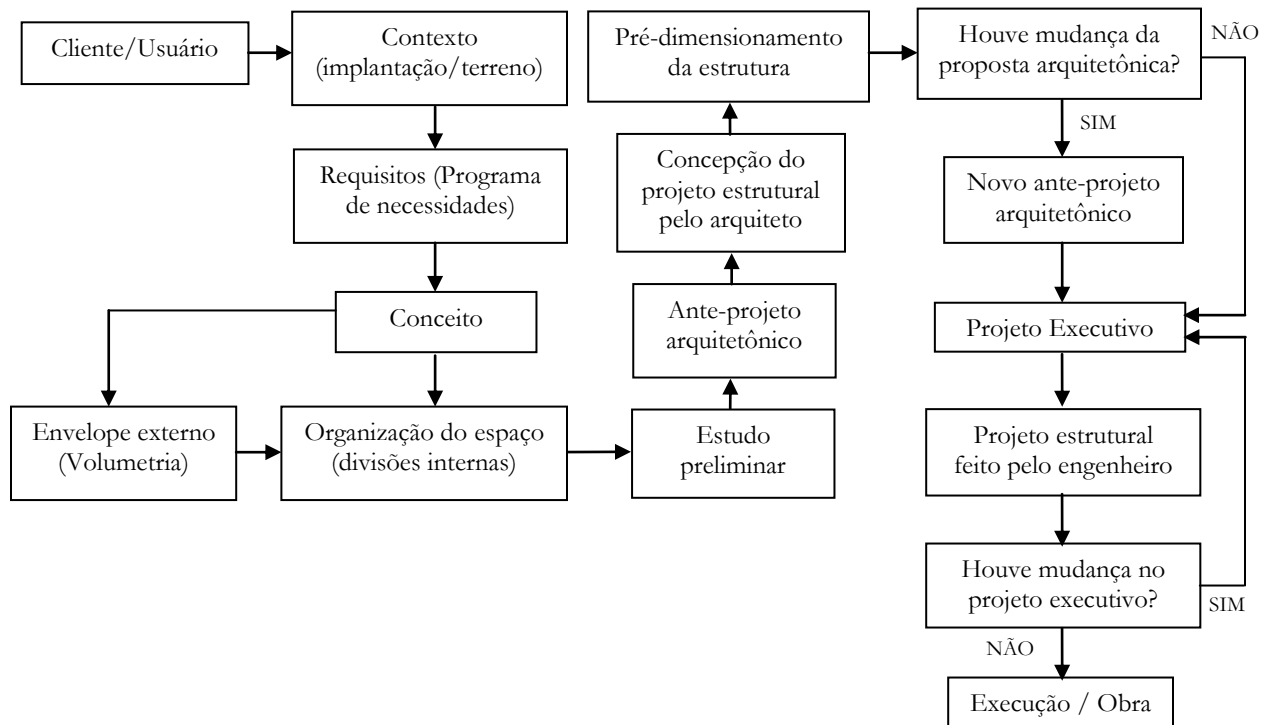 Cliente/Usuário
Contexto
(implantação/terreno)
Requisitos (Programa
de necessidades)
Conceito
Envelope externo
(Volumetria)
Organização do espaço
(divisões internas)
Estudo
preliminar
Ante-projeto
arquitetônico
Concepção do
projeto estrutural
pelo arquiteto
Pré-dimensionamento
da estrutura
Houve mudança da
proposta arquitetônica?
NÃO
SIM
Novo ante-projeto
arquitetônico
Projeto Executivo
Projeto estrutural
feito pelo engenheiro
Houve mudança no
projeto executivo?
SIM
NÃO
Execução / Obra